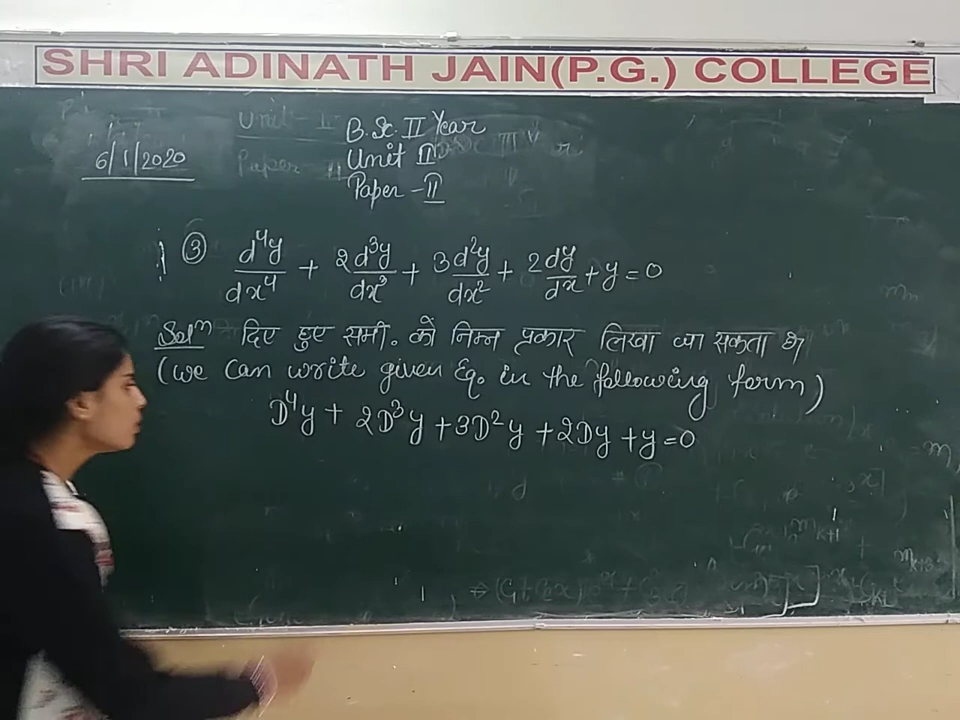 SHRI ADINATH JAIN(P.G.) COLLEGE
6/1/2020
B.Sc. II Year
Unit II
Paper - II
③ d⁴y/dx⁴ + 2d³y/dx³ + 3d²y/dx² + 2dy/dx + y = 0
Solⁿ दिए हुए समी. को निम्न प्रकार लिखा जा सकता है
(we can write given Eq. in the following form)
D⁴y + 2D³y + 3D²y + 2Dy + y = 0